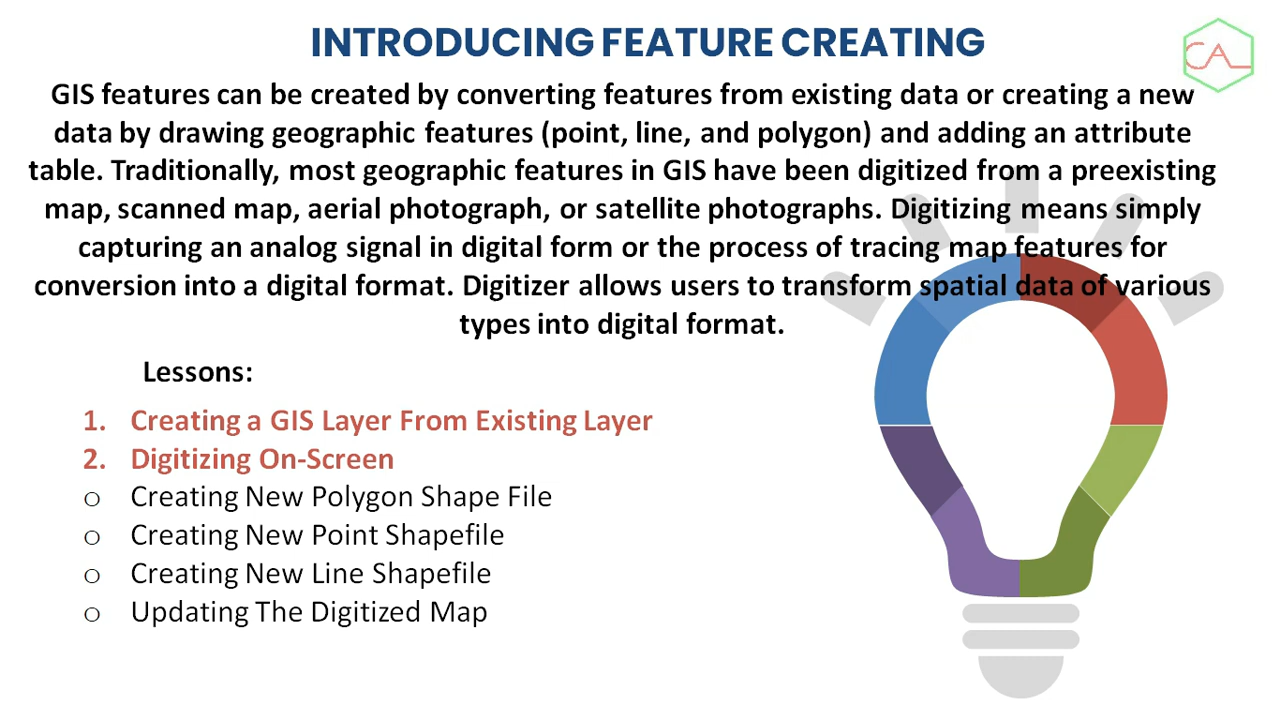 INTRODUCING FEATURE CREATING
CAL
GIS features can be created by converting features from existing data or creating a new
data by drawing geographic features (point, line, and polygon) and adding an attribute
table. Traditionally, most geographic features in GIS have been digitized from a preexisting
map, scanned map, aerial photograph, or satellite photographs. Digitizing means simply
capturing an analog signal in digital form or the process of tracing map features for
conversion into a digital format. Digitizer allows users to transform spatial data of various
types into digital format.
Lessons:
1. Creating a GIS Layer From Existing Layer
2. Digitizing On-Screen
o Creating New Polygon Shape File
o Creating New Point Shapefile
o Creating New Line Shapefile
o Updating The Digitized Map